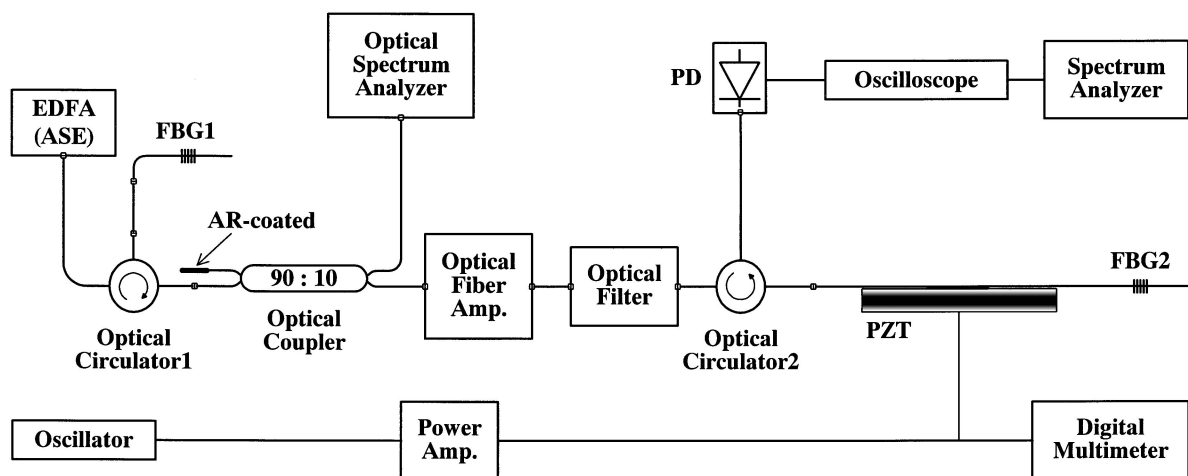 EDFA
(ASE)
FBG1
AR-coated
Optical
Circulator1
90 : 10
Optical
Coupler
Optical
Spectrum
Analyzer
Optical
Fiber
Amp.
Optical
Filter
Optical
Circulator2
PD
Oscilloscope
Spectrum
Analyzer
FBG2
PZT
Oscillator
Power
Amp.
Digital
Multimeter